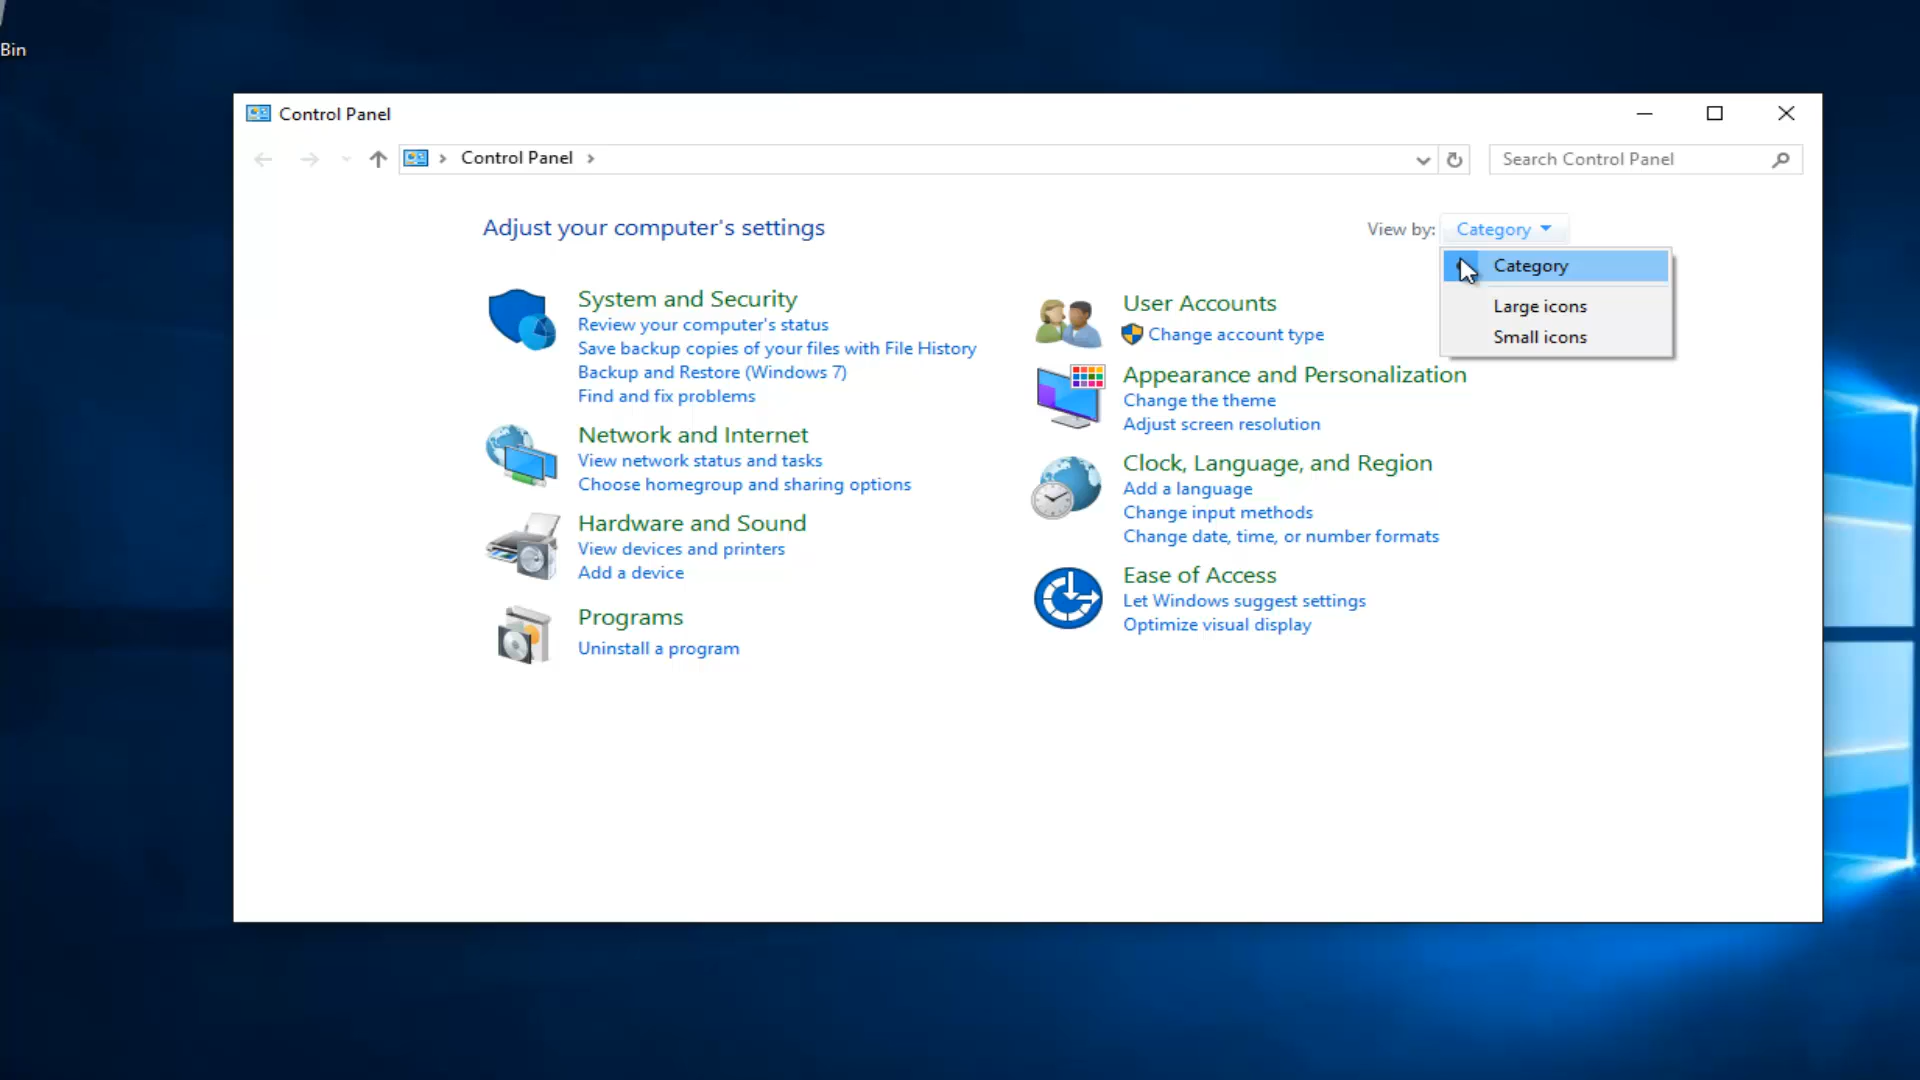 Bin
Control Panel
Control Panel
Search Control Panel
Adjust your computer's settings
View by: Category
Category
Large icons
Small icons
System and Security
Review your computer's status
Save backup copies of your files with File History
Backup and Restore (Windows 7)
Find and fix problems
Network and Internet
View network status and tasks
Choose homegroup and sharing options
Hardware and Sound
View devices and printers
Add a device
Programs
Uninstall a program
User Accounts
Change account type
Appearance and Personalization
Change the theme
Adjust screen resolution
Clock, Language, and Region
Add a language
Change input methods
Change date, time, or number formats
Ease of Access
Let Windows suggest settings
Optimize visual display